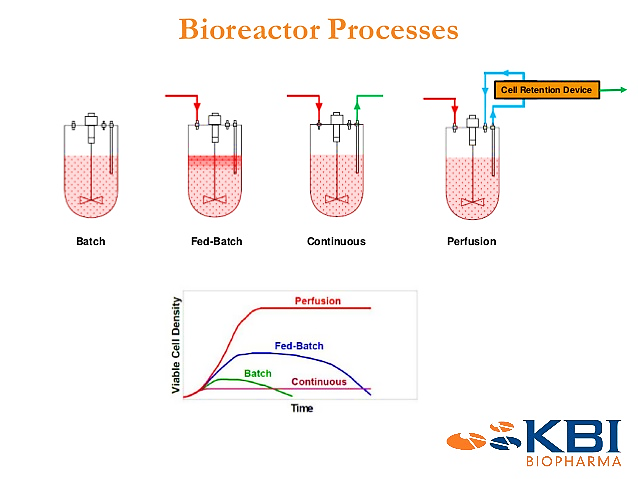 Bioreactor Processes
Cell Retention Device
Batch
Fed-Batch
Continuous
Perfusion
Viable Cell Density
Perfusion
Fed-Batch
Batch
Continuous
Time
KBI
BIOPHARMA